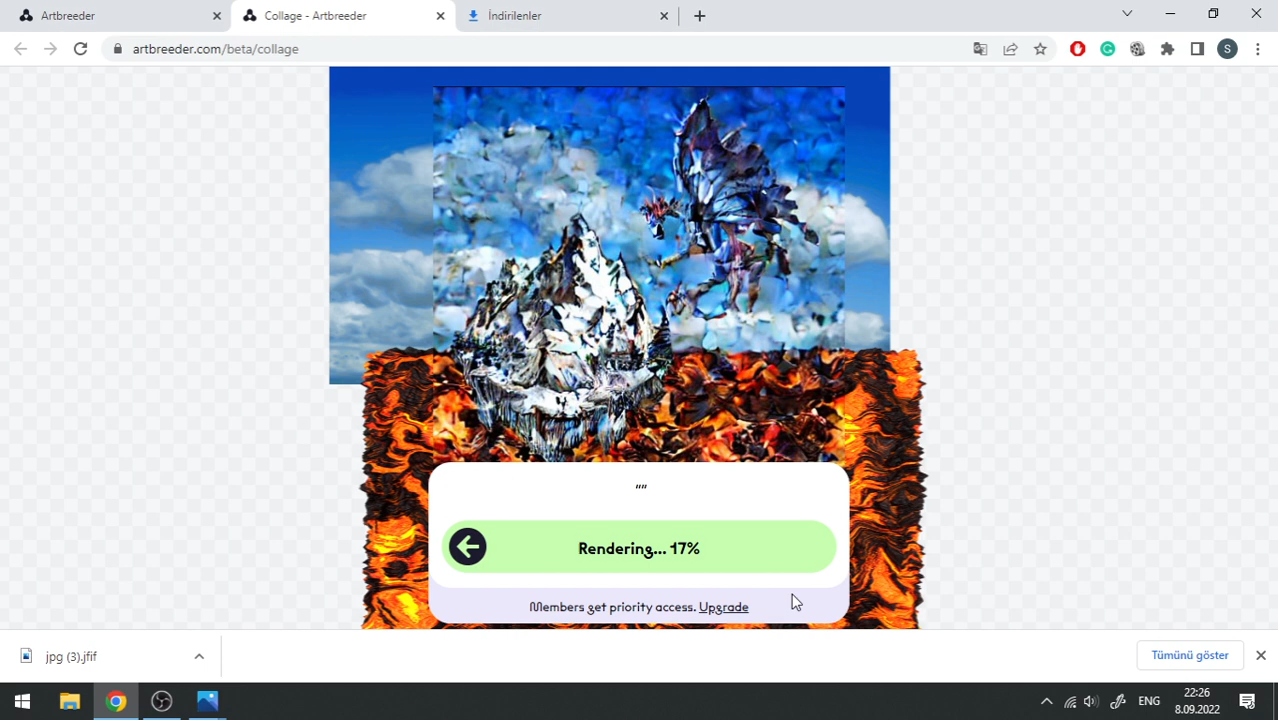 Artbreeder
Collage - Artbreeder
İndirilenler
artbreeder.com/beta/collage
S
""
Rendering... 17%
Members get priority access. Upgrade
jpg (3).jfif
Tümünü göster
ENG
22:26
8.09.2022